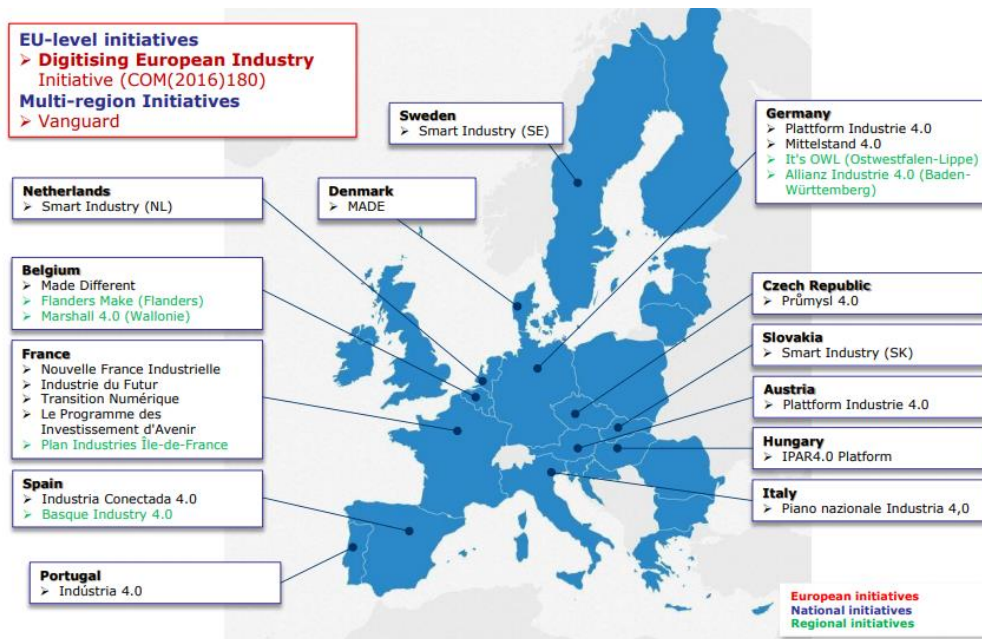 EU-level initiatives
➢ Digitising European Industry
Initiative (COM(2016)180)
Multi-region Initiatives
➢ Vanguard
Sweden
➢ Smart Industry (SE)
Germany
➢ Plattform Industrie 4.0
➢ Mittelstand 4.0
➢ It's OWL (Ostwestfalen-Lippe)
➢ Allianz Industrie 4.0 (Baden-
Württemberg)
Netherlands
➢ Smart Industry (NL)
Denmark
➢ MADE
Belgium
➢ Made Different
➢ Flanders Make (Flanders)
➢ Marshall 4.0 (Wallonie)
Czech Republic
➢ Průmysl 4.0
Slovakia
➢ Smart Industry (SK)
France
➢ Nouvelle France Industrielle
➢ Industrie du Futur
➢ Transition Numérique
➢ Le Programme des
Investissement d'Avenir
➢ Plan Industries Île-de-France
Austria
➢ Plattform Industrie 4.0
Hungary
➢ IPAR4.0 Platform
Spain
➢ Industria Conectada 4.0
➢ Basque Industry 4.0
Italy
➢ Piano nazionale Industria 4,0
Portugal
➢ Indústria 4.0
European initiatives
National initiatives
Regional initiatives